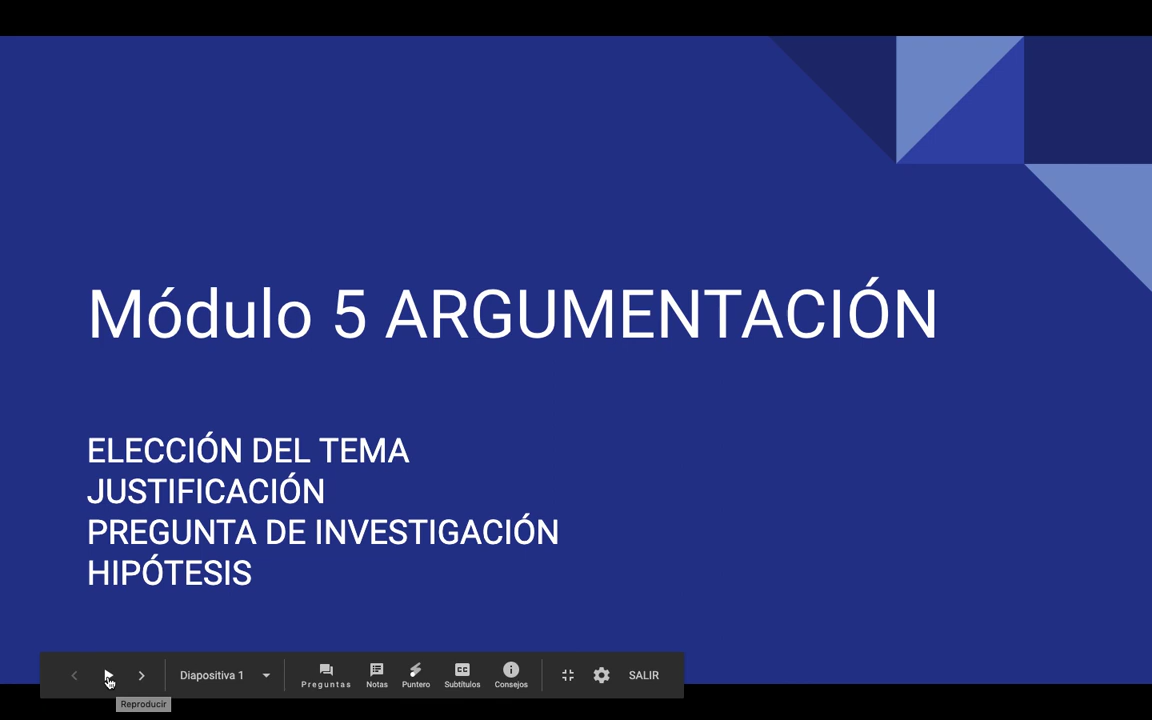 Módulo 5 ARGUMENTACIÓN
ELECCIÓN DEL TEMA
JUSTIFICACIÓN
PREGUNTA DE INVESTIGACIÓN
HIPÓTESIS
Diapositiva 1
Preguntas
Notas
Puntero
CC
Subtítulos
Consejos
SALIR
Reproducir